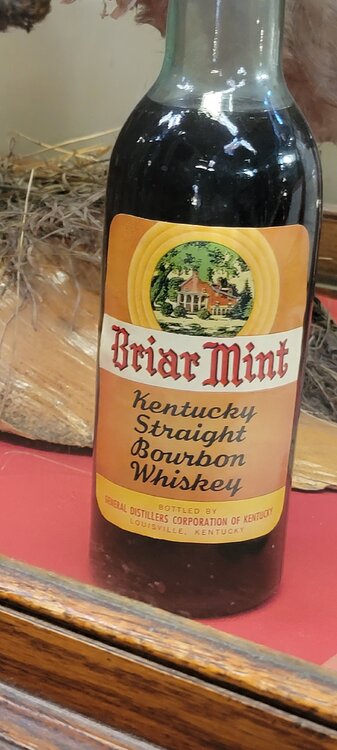 Briar Mint
Kentucky
Straight
Bourbon
Whiskey
BOTTLED BY
GENERAL DISTILLERS CORPORATION OF KENTUCKY
LOUISVILLE, KENTUCKY